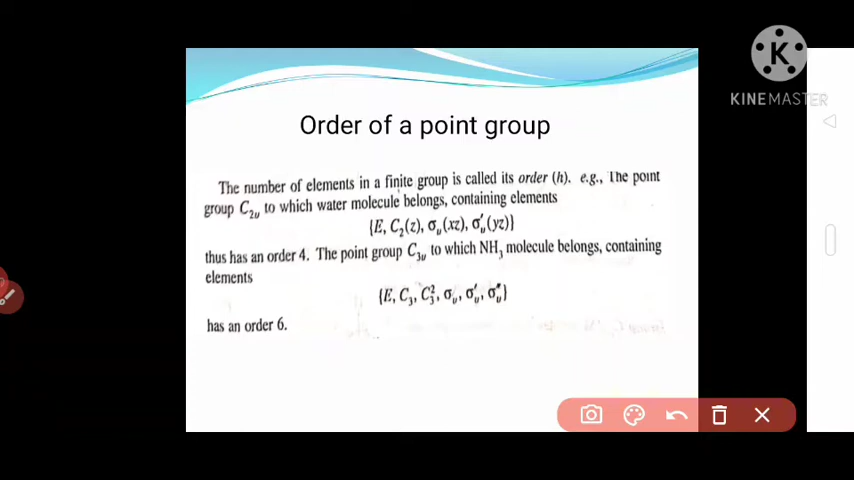 K
KINEMASTER
Order of a point group
The number of elements in a finite group is called its order (h). e.g., The point
group C₂ᵥ to which water molecule belongs, containing elements
{E, C₂(z), σᵥ(xz), σ′ᵥ(yz)}
thus has an order 4. The point group C₃ᵥ to which NH₃ molecule belongs, containing
elements
{E, C₃, C₃², σᵥ, σ′ᵥ, σ″ᵥ}
has an order 6.